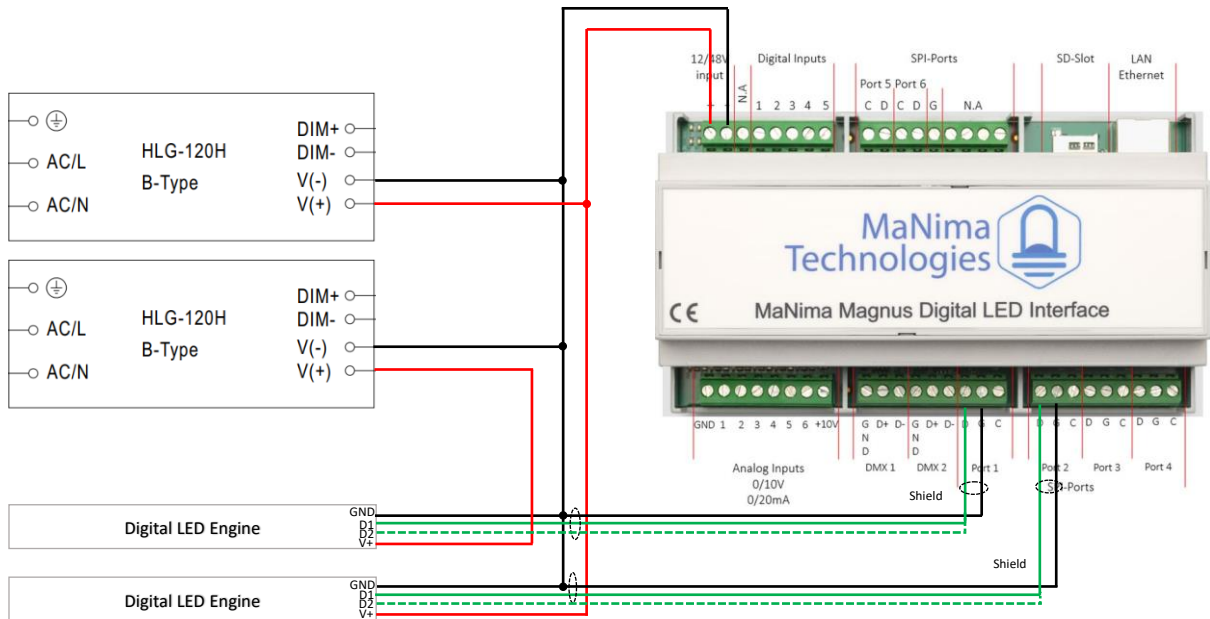 12/48V
input
Digital Inputs
SPI-Ports
SD-Slot
LAN
Ethernet
Port 5 Port 6
+ - N.A 1 2 3 4 5
C D C D G N.A
AC/L
AC/N
HLG-120H
B-Type
DIM+
DIM-
V(-)
V(+)
MaNima
Technologies
CE
MaNima Magnus Digital LED Interface
AC/L
AC/N
HLG-120H
B-Type
DIM+
DIM-
V(-)
V(+)
GND 1 2 3 4 5 6 +10V
GND D+ D- GND D+ D- D G C
D G C D G C D G C
Analog Inputs
0/10V
0/20mA
DMX 1 DMX 2 Port 1
Port 2 Port 3 Port 4
SPI-Ports
Shield
Digital LED Engine
GND
D1
D2
V+
Shield
Digital LED Engine
GND
D1
D2
V+